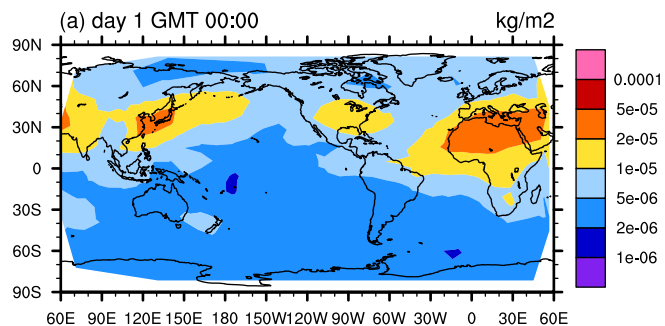 (a) day 1 GMT 00:00 kg/m2
90N
60N
30N
0
30S
60S
90S
60E 90E 120E 150E 180 150W 120W 90W 60W 30W 0 30E 60E
0.0001
5e-05
2e-05
1e-05
5e-06
2e-06
1e-06